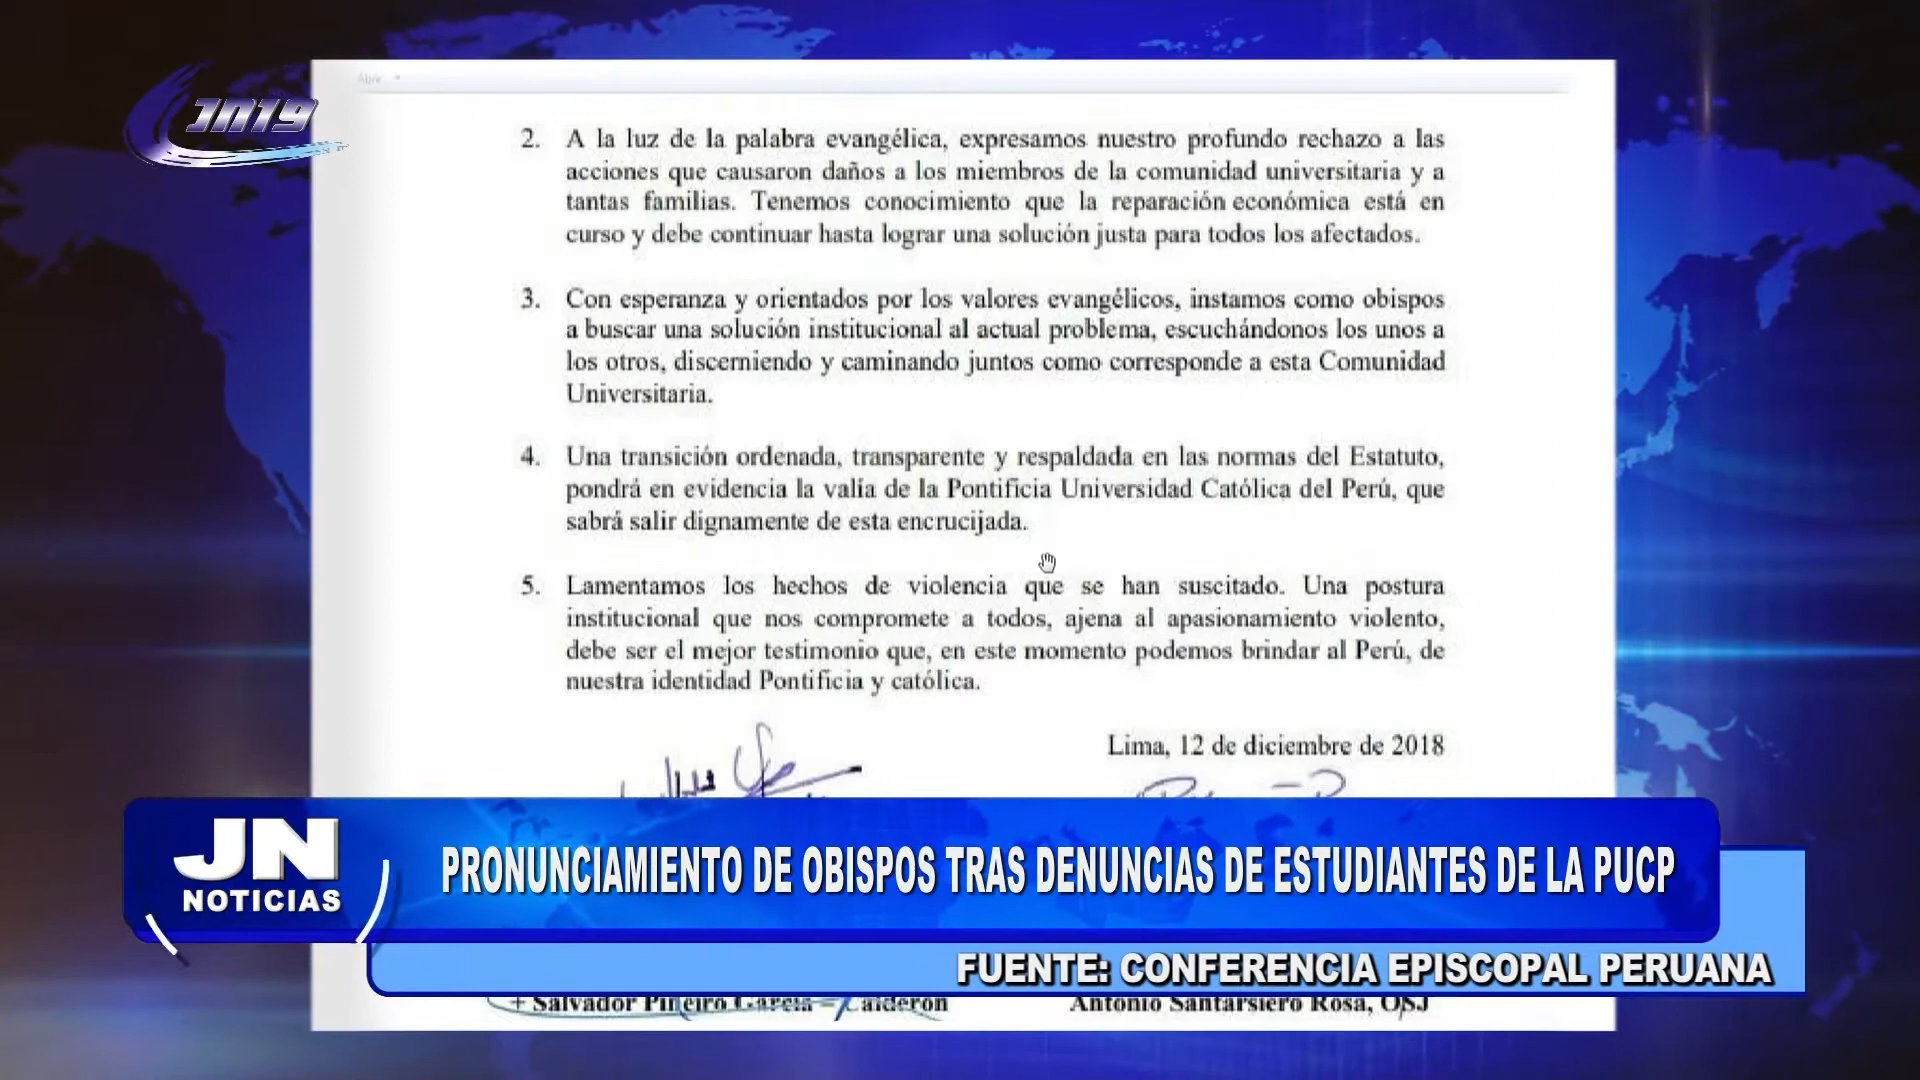 Abrir
JN19
2. A la luz de la palabra evangélica, expresamos nuestro profundo rechazo a las
acciones que causaron daños a los miembros de la comunidad universitaria y a
tantas familias. Tenemos conocimiento que la reparación económica está en
curso y debe continuar hasta lograr una solución justa para todos los afectados.
3. Con esperanza y orientados por los valores evangélicos, instamos como obispos
a buscar una solución institucional al actual problema, escuchándonos los unos a
los otros, discerniendo y caminando juntos como corresponde a esta Comunidad
Universitaria.
4. Una transición ordenada, transparente y respaldada en las normas del Estatuto,
pondrá en evidencia la valía de la Pontificia Universidad Católica del Perú, que
sabrá salir dignamente de esta encrucijada.
5. Lamentamos los hechos de violencia que se han suscitado. Una postura
institucional que nos compromete a todos, ajena al apasionamiento violento,
debe ser el mejor testimonio que, en este momento podemos brindar al Perú, de
nuestra identidad Pontificia y católica.
Lima, 12 de diciembre de 2018
JN
NOTICIAS
PRONUNCIAMIENTO DE OBISPOS TRAS DENUNCIAS DE ESTUDIANTES DE LA PUCP
FUENTE: CONFERENCIA EPISCOPAL PERUANA
+ Salvador Piñeiro García – Calderón
Antonio Santarsiero Rosa, OSJ